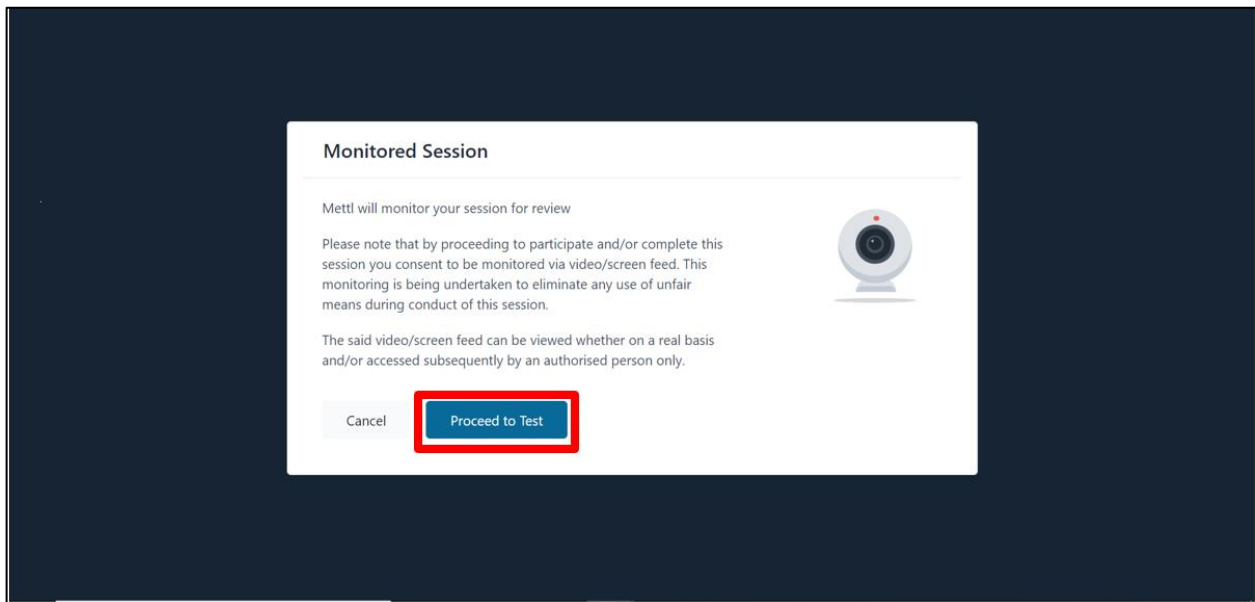 Monitored Session
Mettl will monitor your session for review
Please note that by proceeding to participate and/or complete this
session you consent to be monitored via video/screen feed. This
monitoring is being undertaken to eliminate any use of unfair
means during conduct of this session.
The said video/screen feed can be viewed whether on a real basis
and/or accessed subsequently by an authorised person only.
Cancel
Proceed to Test